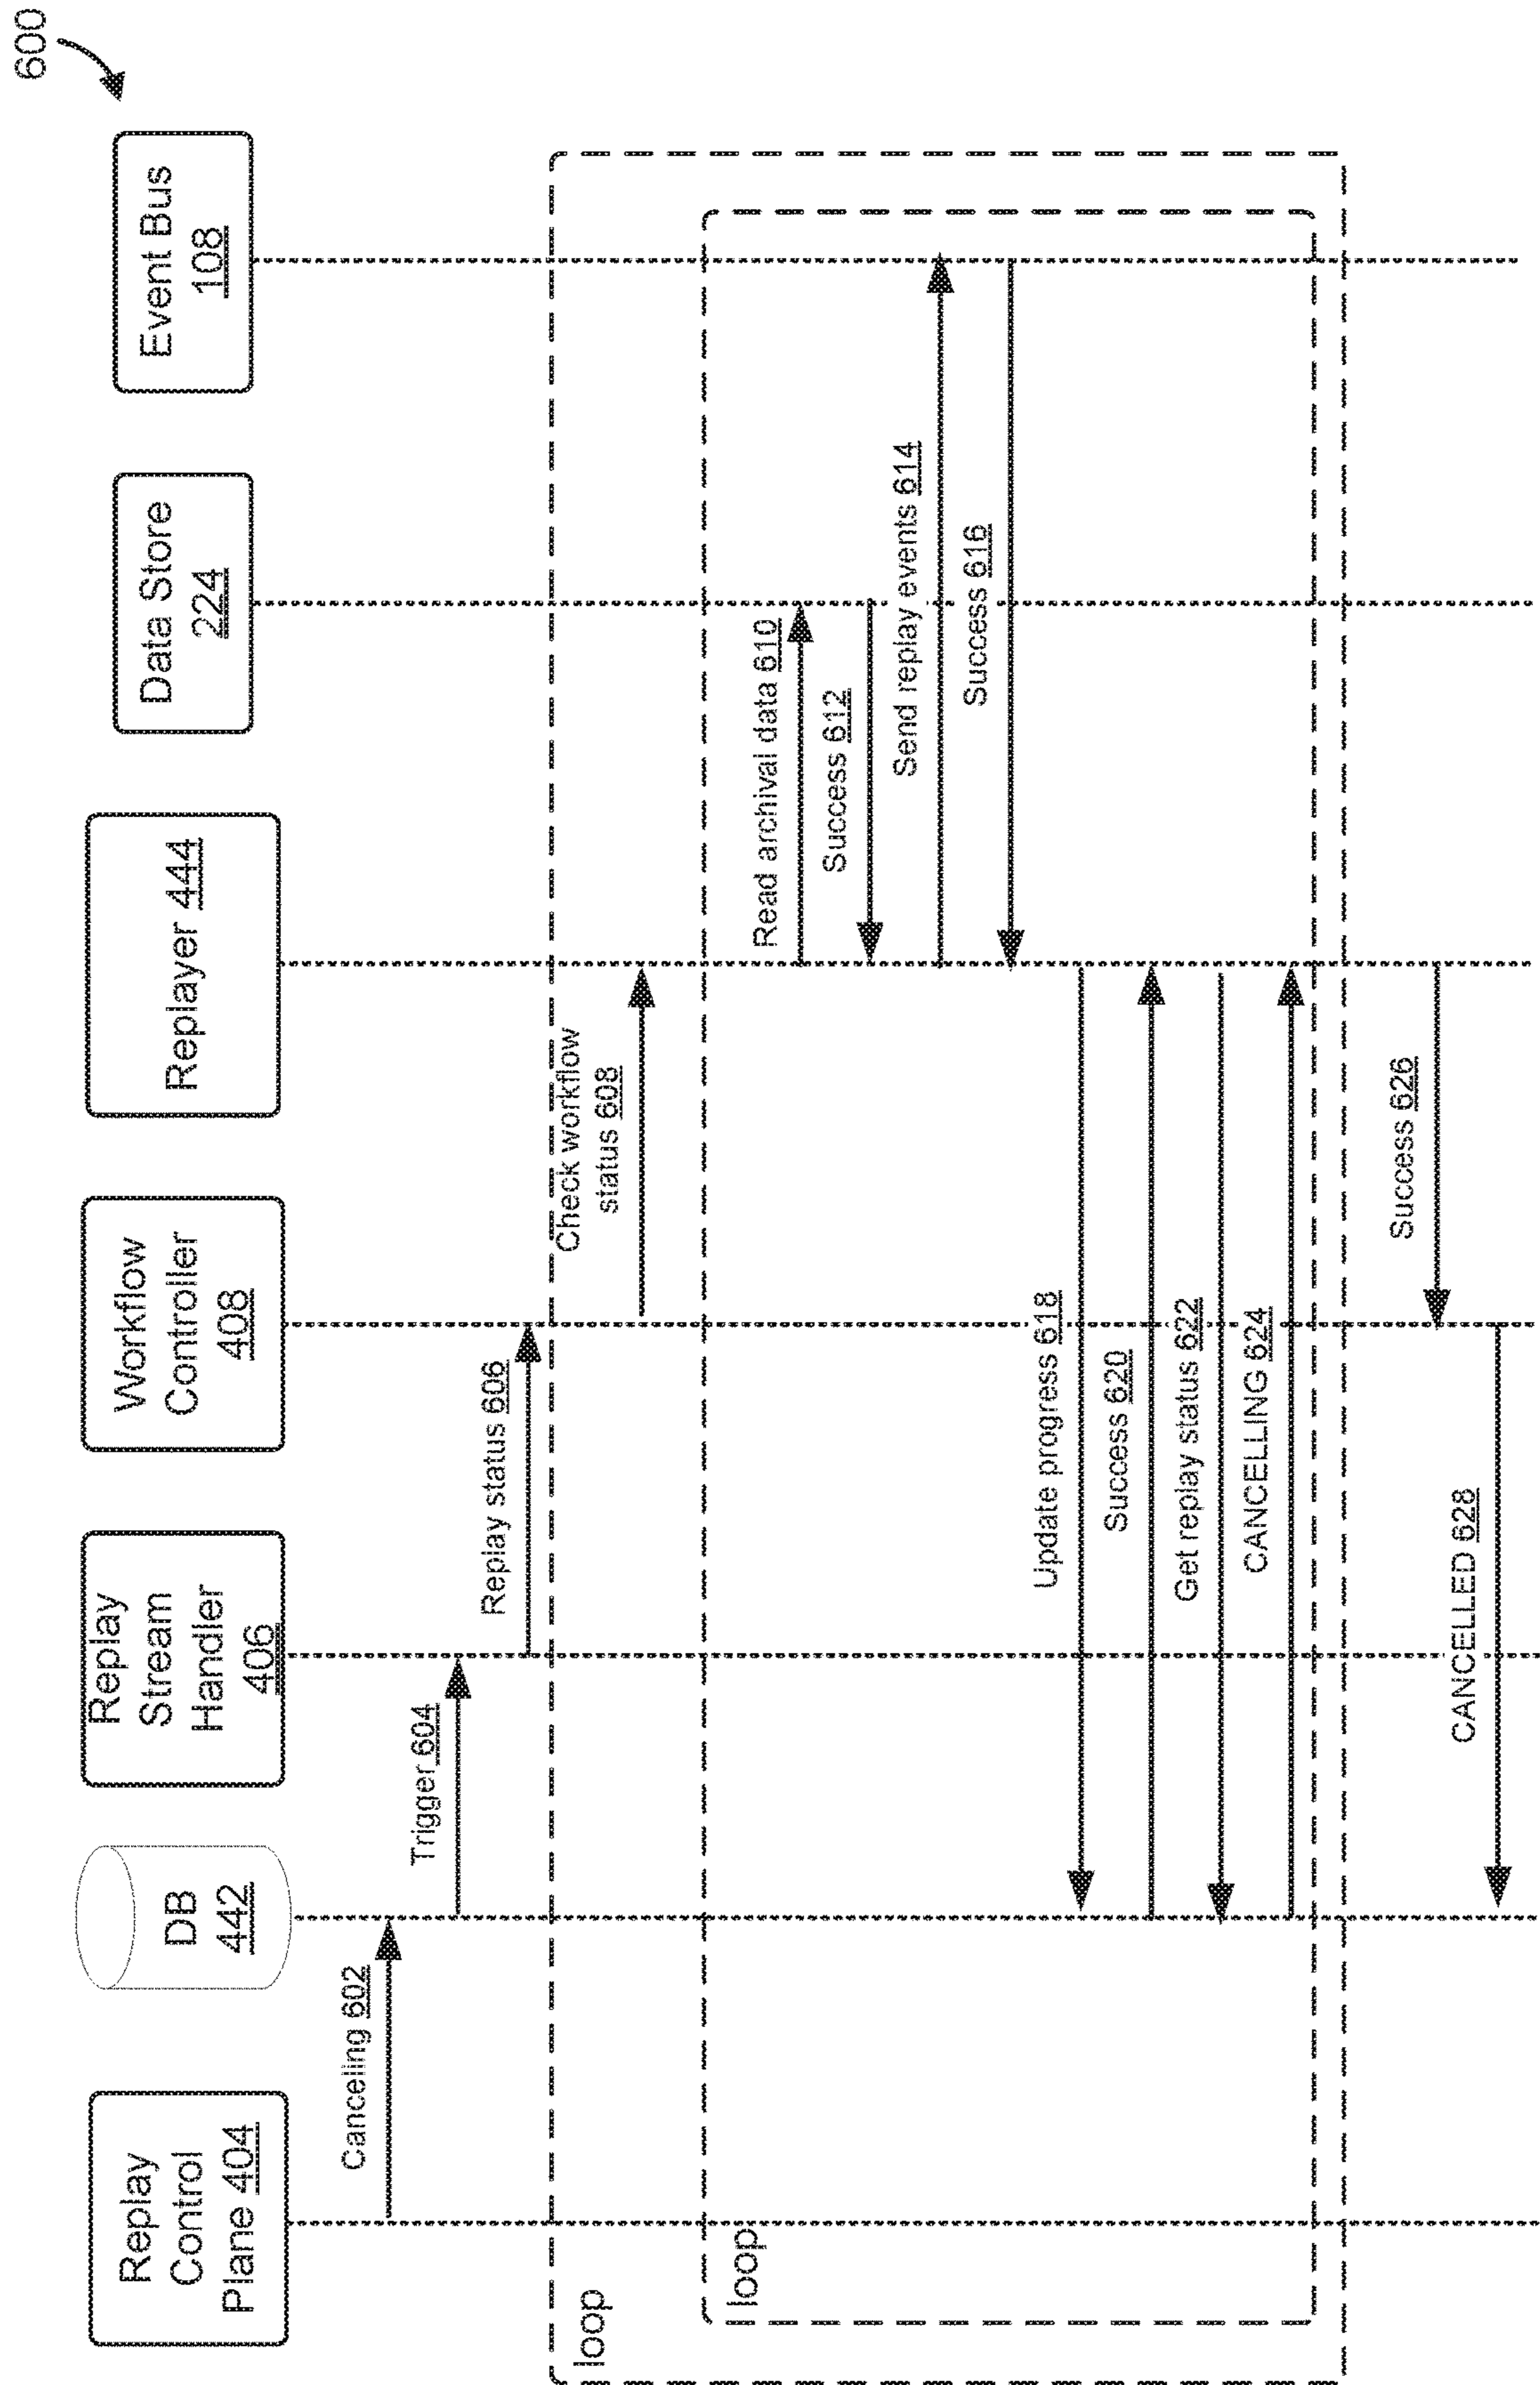 600
Replay
Control
Plane 404
DB
442
Replay
Stream
Handler
406
Workflow
Controller
408
Replayer 444
Data Store
224
Event Bus
108
Canceling 602
Trigger 604
Replay status 606
loop
Check workflow
status 608
loop
Read archival data 610
Success 612
Send replay events 614
Success 616
Update progress 618
Success 620
Get replay status 622
CANCELLING 624
Success 626
CANCELLED 628